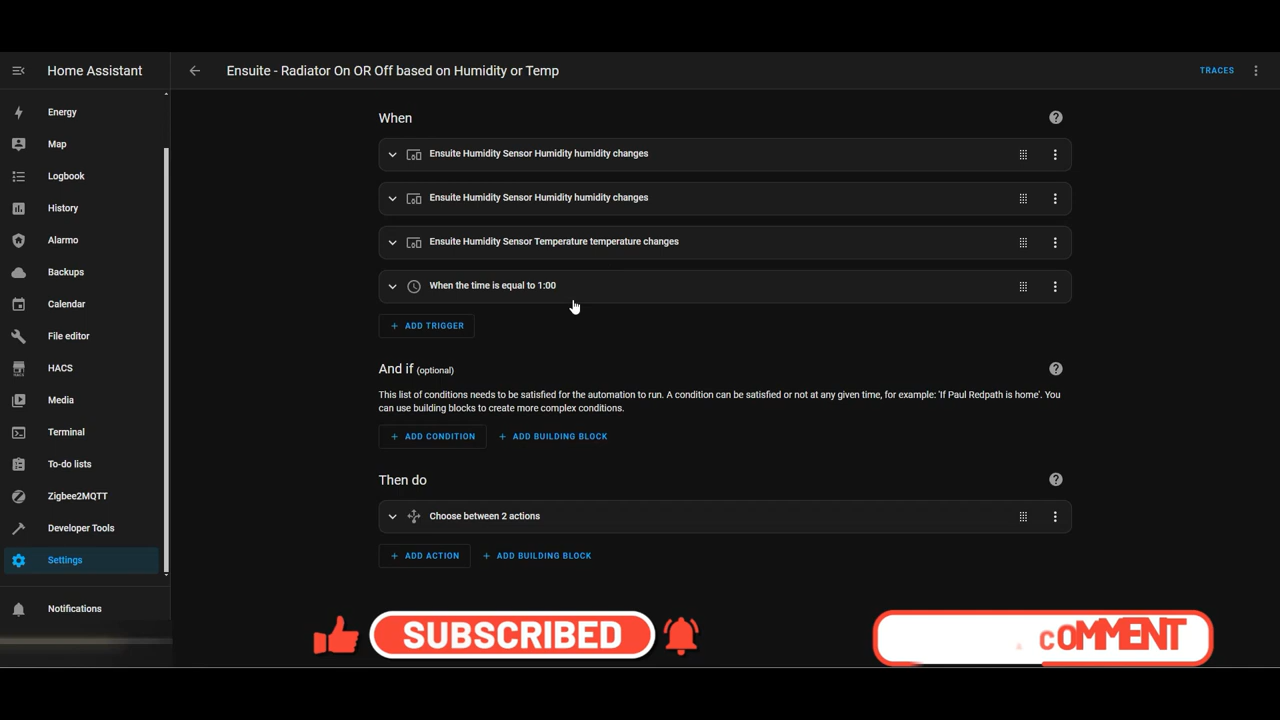 Home Assistant
Ensuite - Radiator On OR Off based on Humidity or Temp
TRACES
Energy
Map
Logbook
History
Alarmo
Backups
Calendar
File editor
HACS
Media
Terminal
To-do lists
Zigbee2MQTT
Developer Tools
Settings
Notifications
When
Ensuite Humidity Sensor Humidity humidity changes
Ensuite Humidity Sensor Humidity humidity changes
Ensuite Humidity Sensor Temperature temperature changes
When the time is equal to 1:00
+ ADD TRIGGER
And if (optional)
This list of conditions needs to be satisfied for the automation to run. A condition can be satisfied or not at any given time, for example: 'If Paul Redpath is home'. You
can use building blocks to create more complex conditions.
+ ADD CONDITION + ADD BUILDING BLOCK
Then do
Choose between 2 actions
+ ADD ACTION + ADD BUILDING BLOCK
SUBSCRIBED
COMMENT